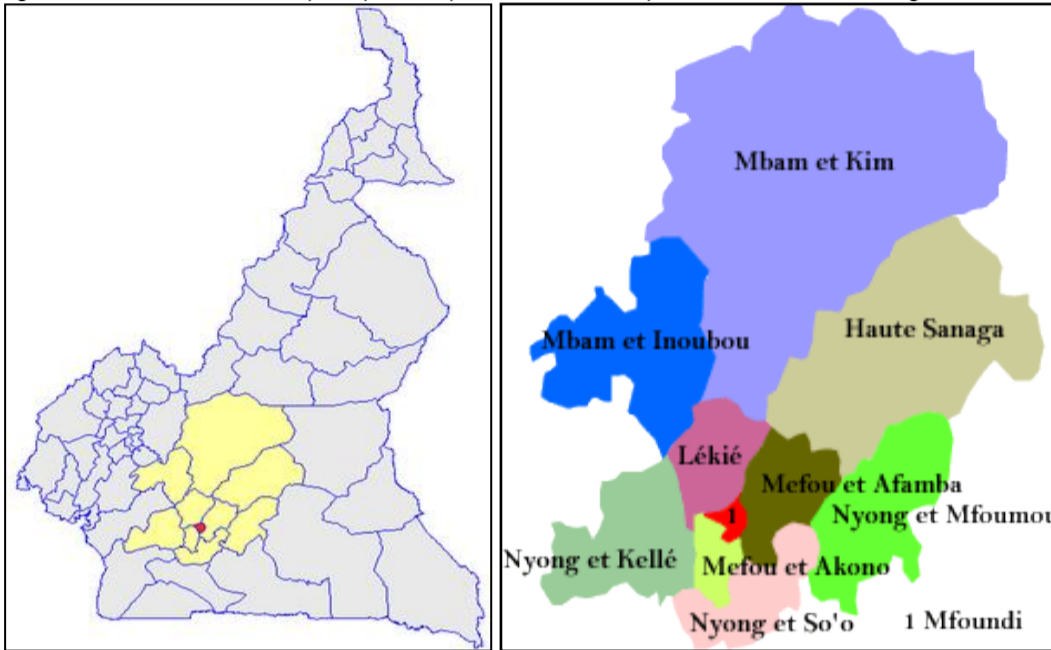 Mbam et Kim
Haute Sanaga
Mbam et Inoubou
Lékié
Mefou et Afamba
1
Nyong et Mfoumou
Nyong et Kellé
Mefou et Akono
Nyong et So'o
1 Mfoundi